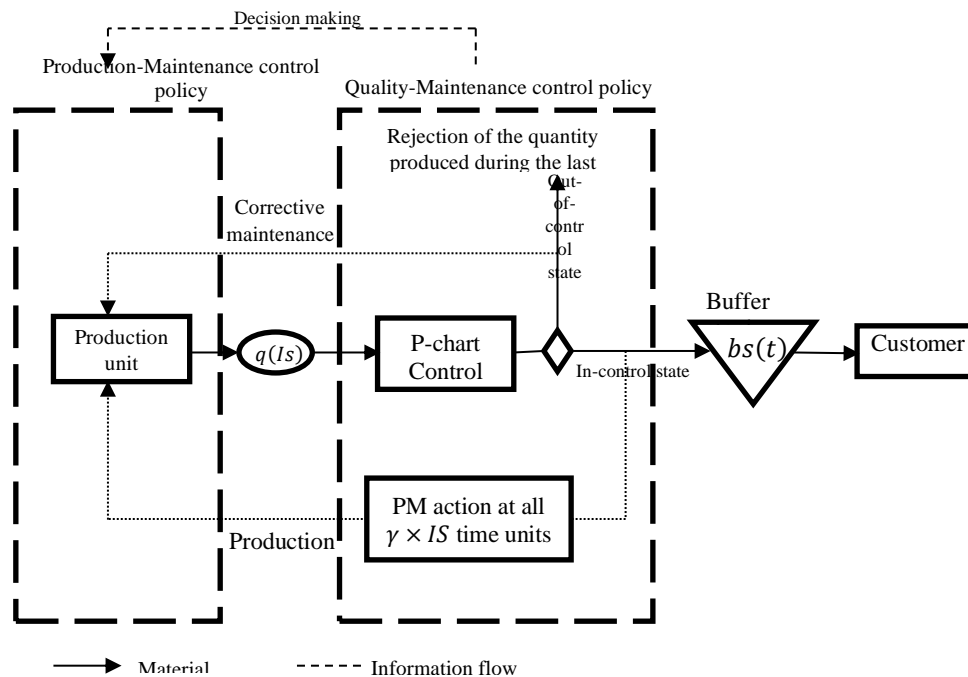 Decision making
Production-Maintenance control
policy
Quality-Maintenance control policy
Rejection of the quantity
produced during the last
Out-
of-
contr
ol
state
Corrective
maintenance
Production
unit
q(Is)
P-chart
Control
In-control state
Buffer
bs(t)
Customer
PM action at all
γ × IS time units
Production
Material
Information flow